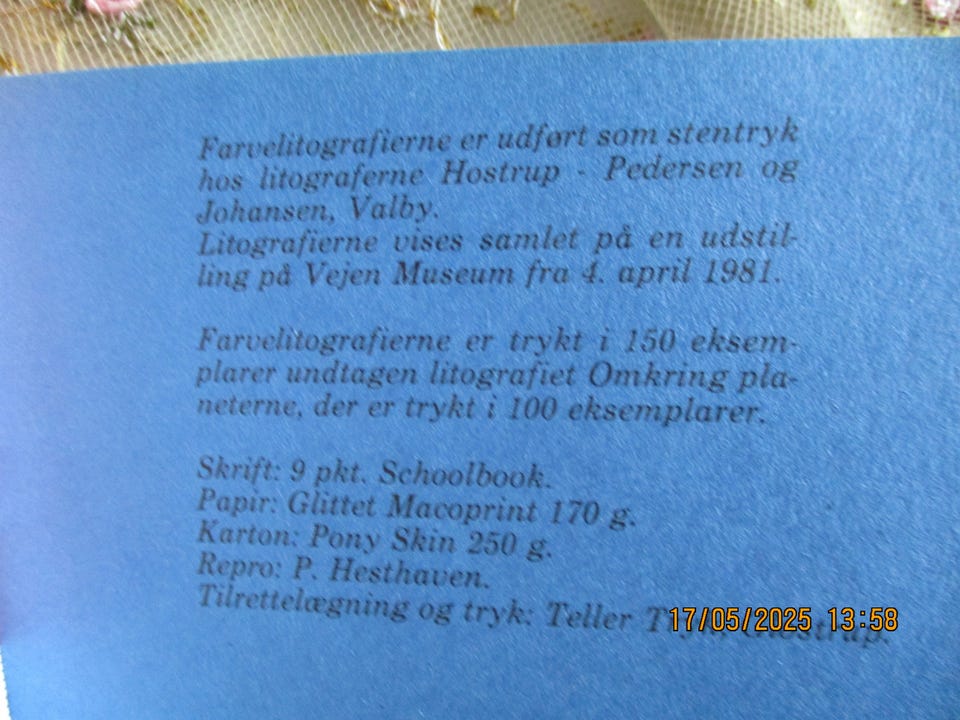 Farvelitografierne er udført som stentryk
hos litograferne Hostrup - Pedersen og
Johansen, Valby.
Litografierne vises samlet på en udstil-
ling på Vejen Museum fra 4. april 1981.
Farvelitografierne er trykt i 150 eksem-
plarer undtagen litografiet Omkring pla-
neterne, der er trykt i 100 eksemplarer.
Skrift: 9 pkt. Schoolbook.
Papir: Glittet Macoprint 170 g.
Karton: Pony Skin 250 g.
Repro: P. Hesthaven.
Tilrettelægning og tryk: Teller
17/05/2025 13:58